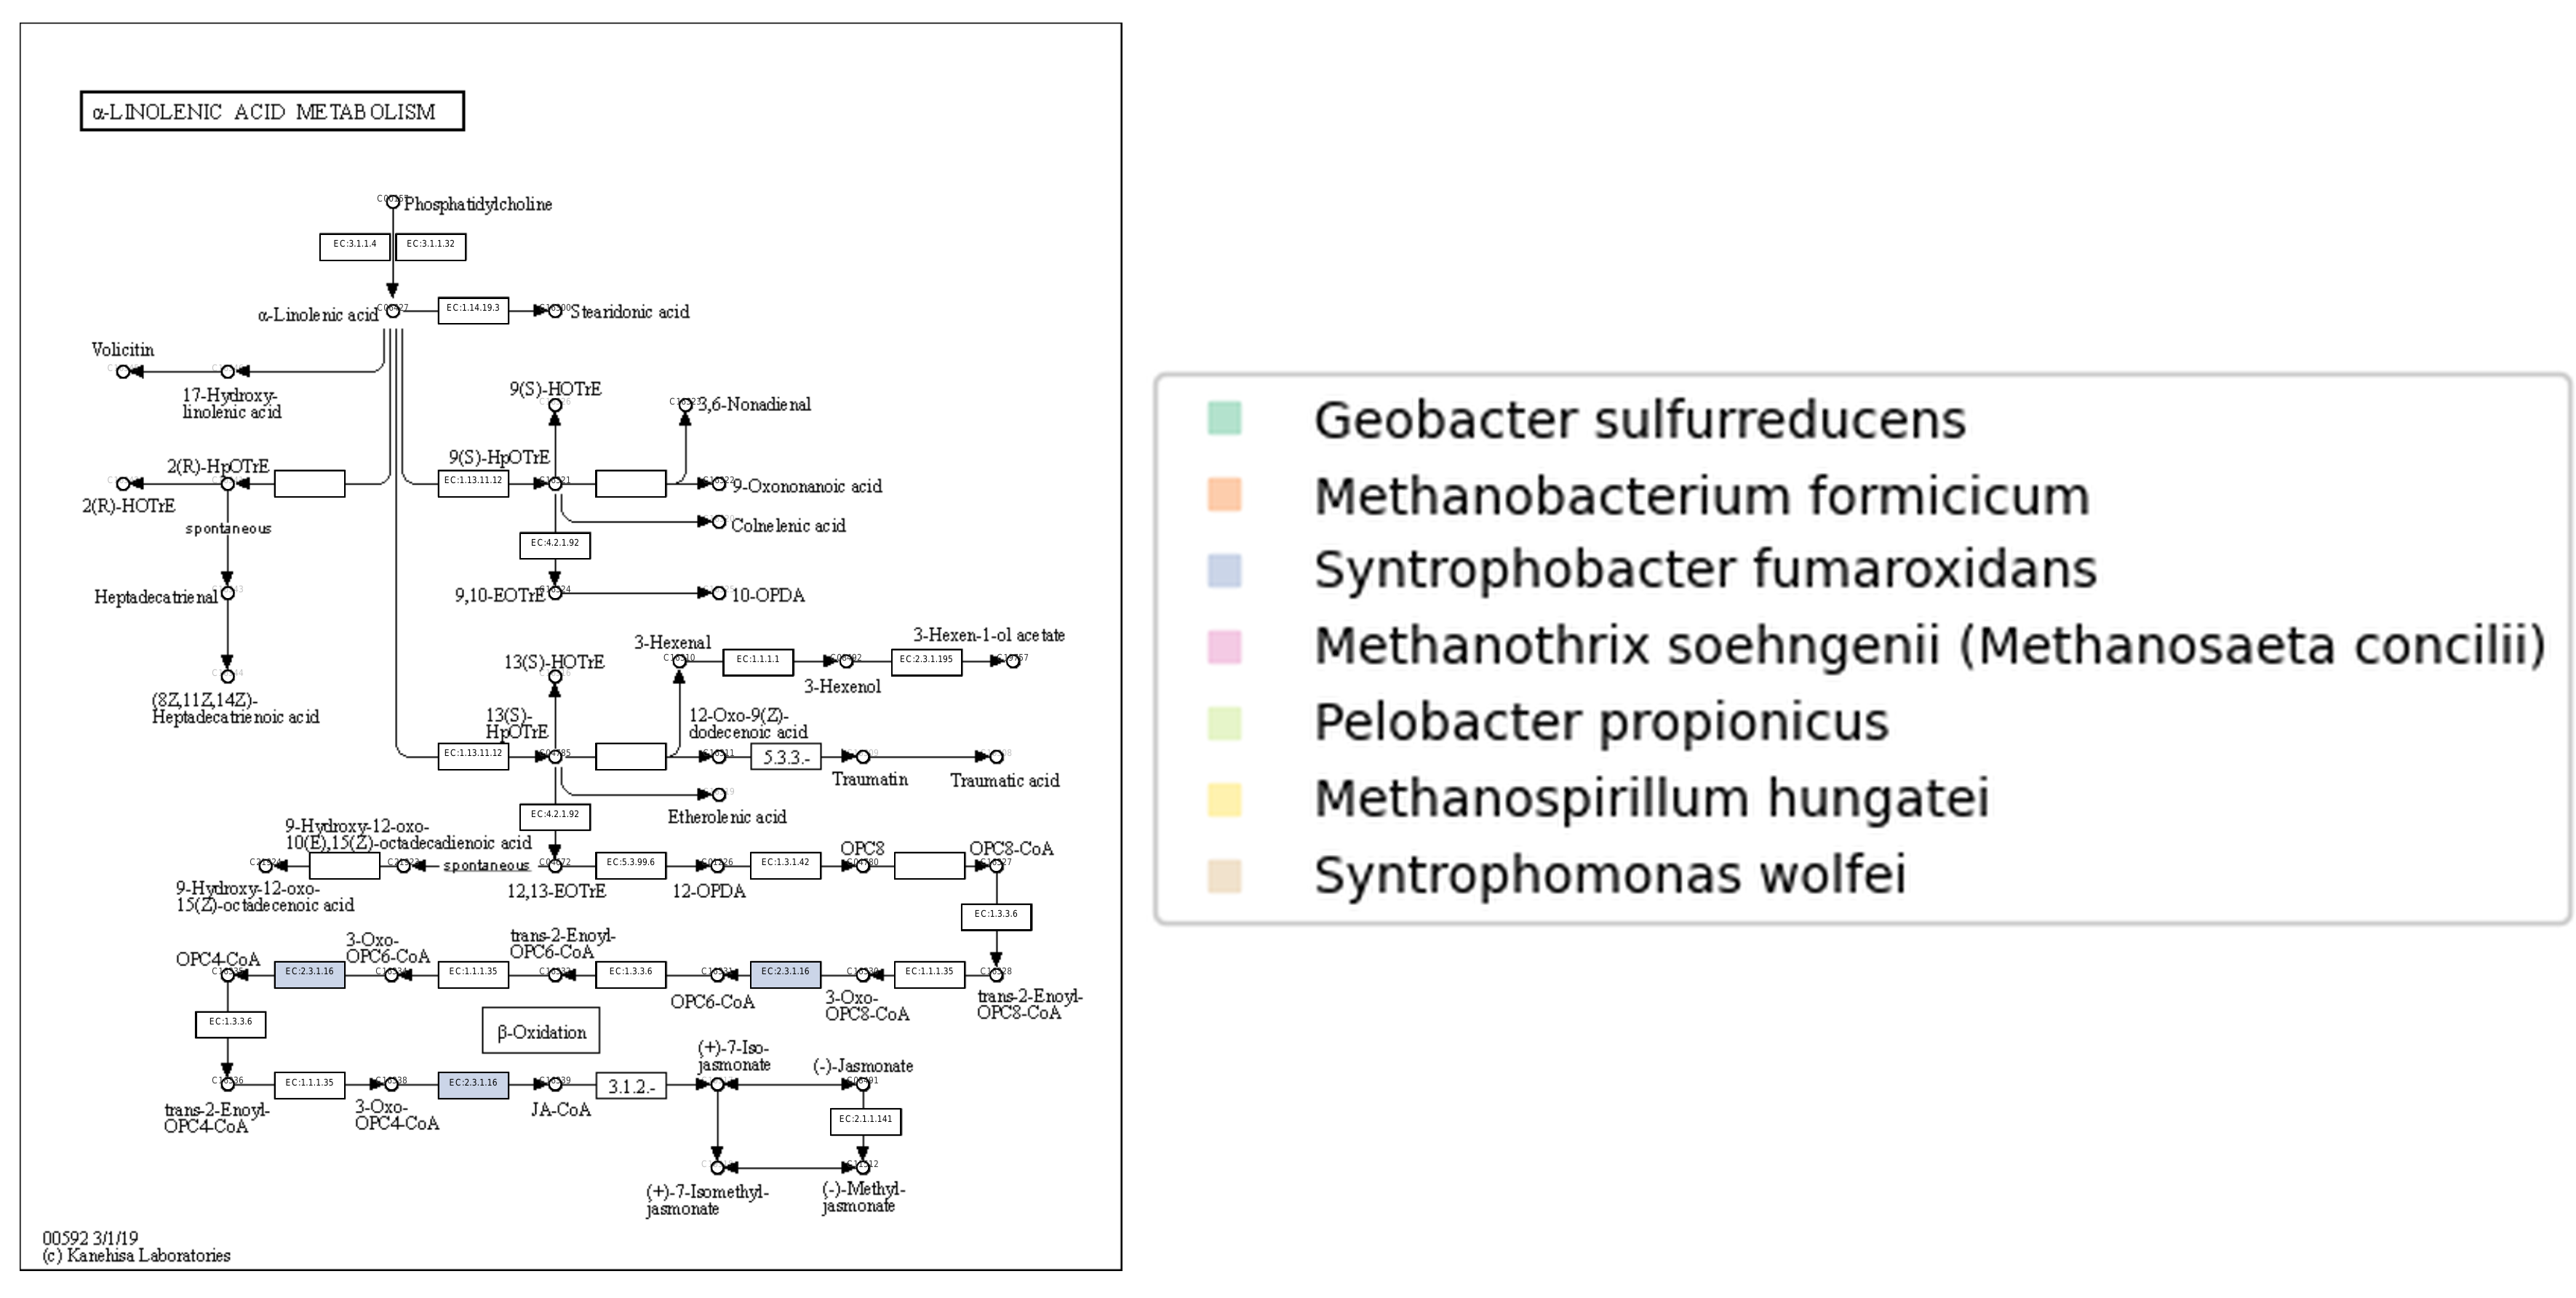 α-LINOLENIC ACID METABOLISM
Phosphatidylcholine
EC:3.1.1.4
EC:3.1.1.32
α-Linolenic acid
EC:1.14.19.3
Stearidonic acid
Volicitin
17-Hydroxy-
linolenic acid
9(S)-HOTrE
3,6-Nonadienal
2(R)-HpOTrE
9(S)-HpOTrE
EC:1.13.11.12
9-Oxononanoic acid
2(R)-HOTrE
spontaneous
Colnelenic acid
EC:4.2.1.92
Heptadecatrienal
9,10-EOTrE
10-OPDA
3-Hexenal
3-Hexen-1-ol acetate
13(S)-HOTrE
EC:1.1.1.1
EC:2.3.1.195
3-Hexenol
(8Z,11Z,14Z)-
Heptadecatrienoic acid
13(S)-
HpOTrE
12-Oxo-9(Z)-
dodecenoic acid
EC:1.13.11.12
5.3.3.-
Traumatin
Traumatic acid
Etherolenic acid
EC:4.2.1.92
9-Hydroxy-12-oxo-
10(E),15(Z)-octadecadienoic acid
OPC8
OPC8-CoA
spontaneous
EC:5.3.99.6
EC:1.3.1.42
12,13-EOTrE
12-OPDA
9-Hydroxy-12-oxo-
15(Z)-octadecenoic acid
EC:1.3.3.6
OPC4-CoA
3-Oxo-
OPC6-CoA
trans-2-Enoyl-
OPC6-CoA
EC:2.3.1.16
EC:1.1.1.35
EC:1.3.3.6
EC:2.3.1.16
EC:1.1.1.35
OPC6-CoA
3-Oxo-
OPC8-CoA
trans-2-Enoyl-
OPC8-CoA
EC:1.3.3.6
β-Oxidation
(+)-7-Iso-
jasmonate
(-)-Jasmonate
EC:1.1.1.35
EC:2.3.1.16
3.1.2.-
trans-2-Enoyl-
OPC4-CoA
3-Oxo-
OPC4-CoA
JA-CoA
EC:2.1.1.141
(+)-7-Isomethyl-
jasmonate
(-)-Methyl-
jasmonate
00592 3/1/19
(c) Kanehisa Laboratories
Geobacter sulfurreducens
Methanobacterium formicicum
Syntrophobacter fumaroxidans
Methanothrix soehngenii (Methanosaeta concilii)
Pelobacter propionicus
Methanospirillum hungatei
Syntrophomonas wolfei